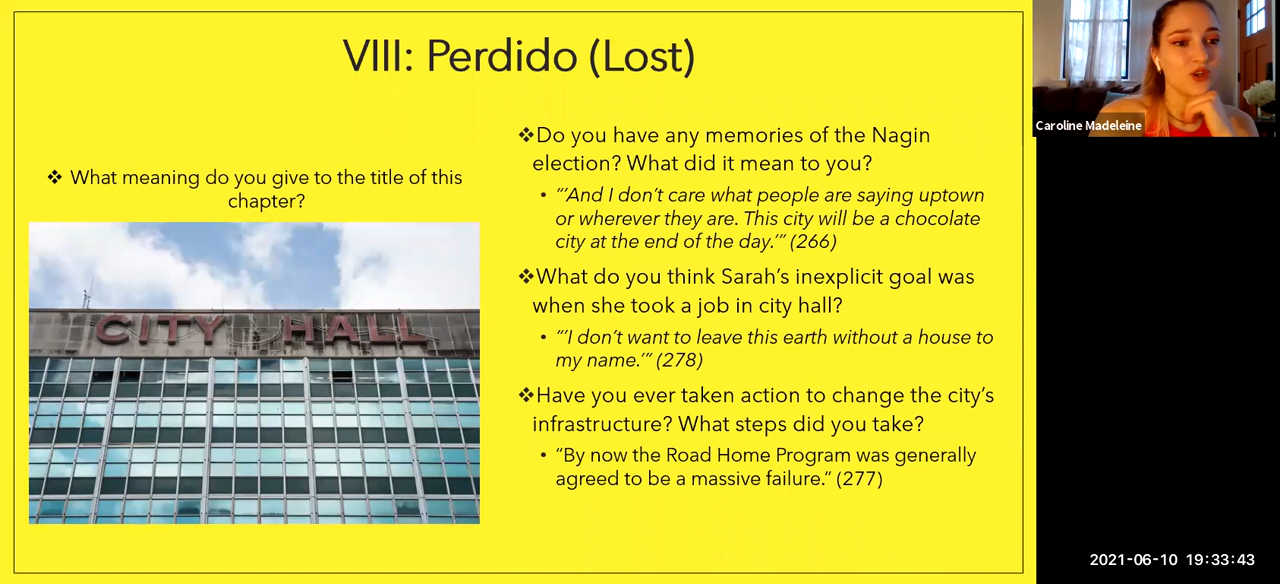 VIII: Perdido (Lost)
❖ What meaning do you give to the title of this
chapter?
CITY HALL
❖Do you have any memories of the Nagin
election? What did it mean to you?
• “‘And I don’t care what people are saying uptown
or wherever they are. This city will be a chocolate
city at the end of the day.’” (266)
❖What do you think Sarah’s inexplicit goal was
when she took a job in city hall?
• “‘I don’t want to leave this earth without a house to
my name.’” (278)
❖Have you ever taken action to change the city’s
infrastructure? What steps did you take?
• “By now the Road Home Program was generally
agreed to be a massive failure.” (277)
Caroline Madeleine
2021-06-10 19:33:43